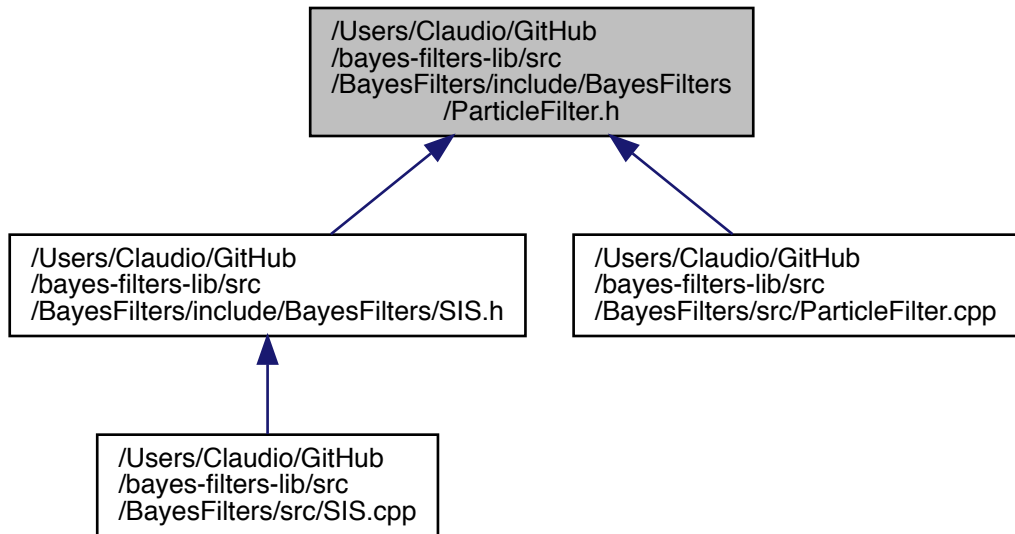 /Users/Claudio/GitHub
/bayes-filters-lib/src
/BayesFilters/include/BayesFilters
/ParticleFilter.h
/Users/Claudio/GitHub
/bayes-filters-lib/src
/BayesFilters/include/BayesFilters/SIS.h
/Users/Claudio/GitHub
/bayes-filters-lib/src
/BayesFilters/src/ParticleFilter.cpp
/Users/Claudio/GitHub
/bayes-filters-lib/src
/BayesFilters/src/SIS.cpp